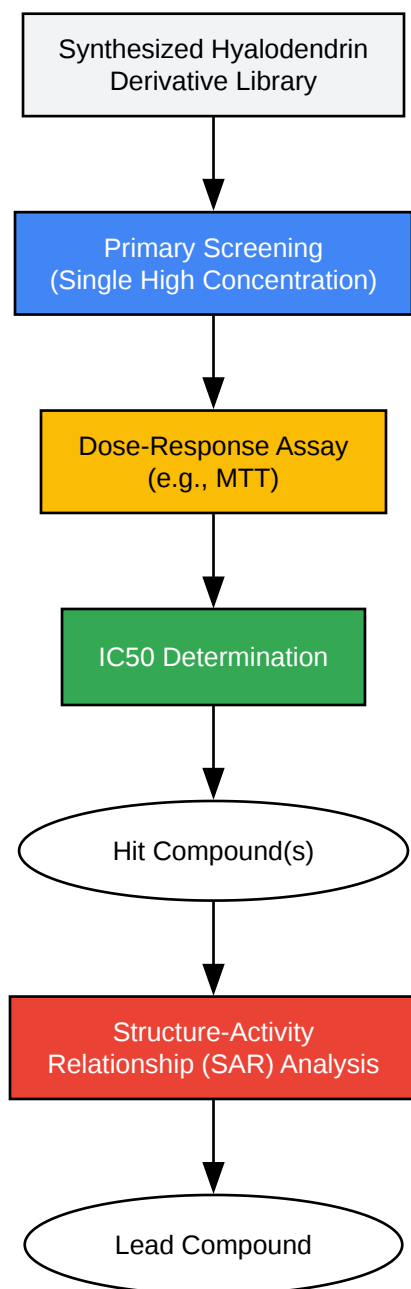 Synthesized Hyalodendrin
Derivative Library
Primary Screening
(Single High Concentration)
Dose-Response Assay
(e.g., MTT)
IC50 Determination
Hit Compound(s)
Structure-Activity
Relationship (SAR) Analysis
Lead Compound